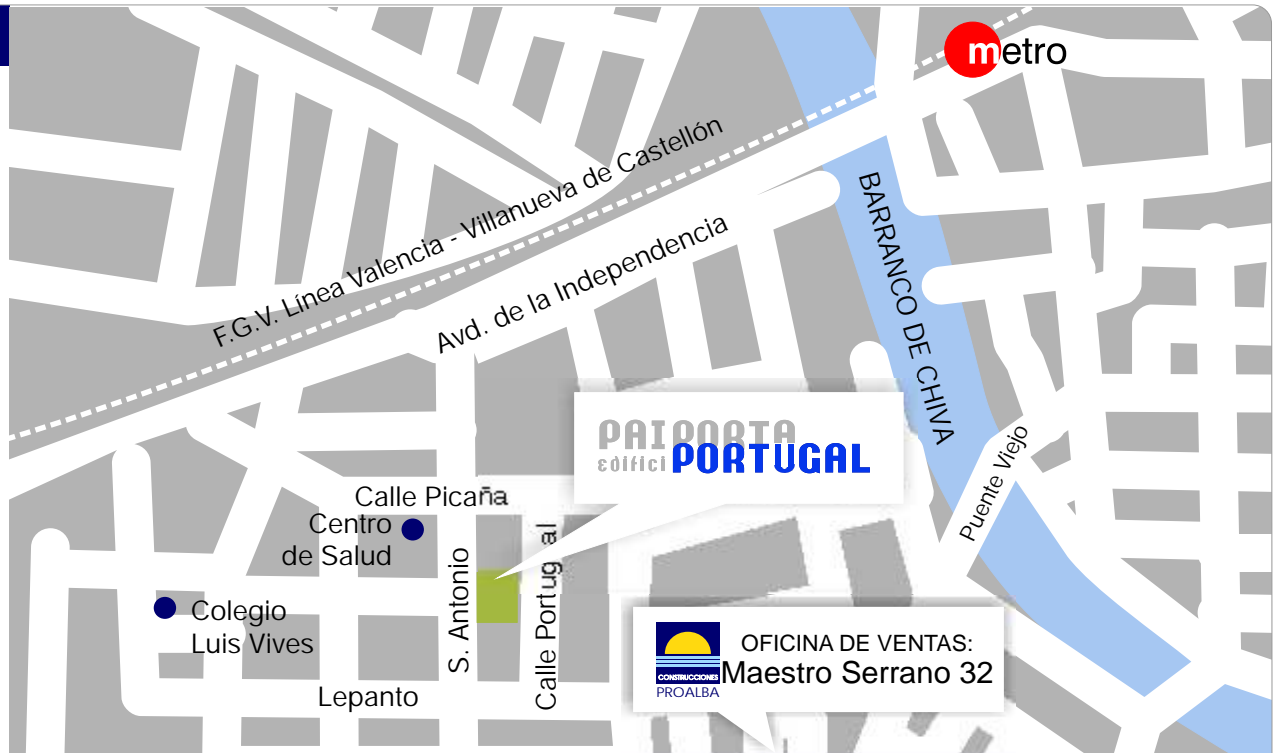 metro
F.G.V. Línea Valencia - Villanueva de Castellón
Avd. de la Independencia
BARRANCO DE CHIVA
PAIPORTA
edifici PORTUGAL
Puente Viejo
Calle Picaña
Centro
de Salud
S. Antonio
Calle Portugal
Colegio
Luis Vives
Lepanto
OFICINA DE VENTAS:
Maestro Serrano 32
CONSTRUCCIONES
PROALBA